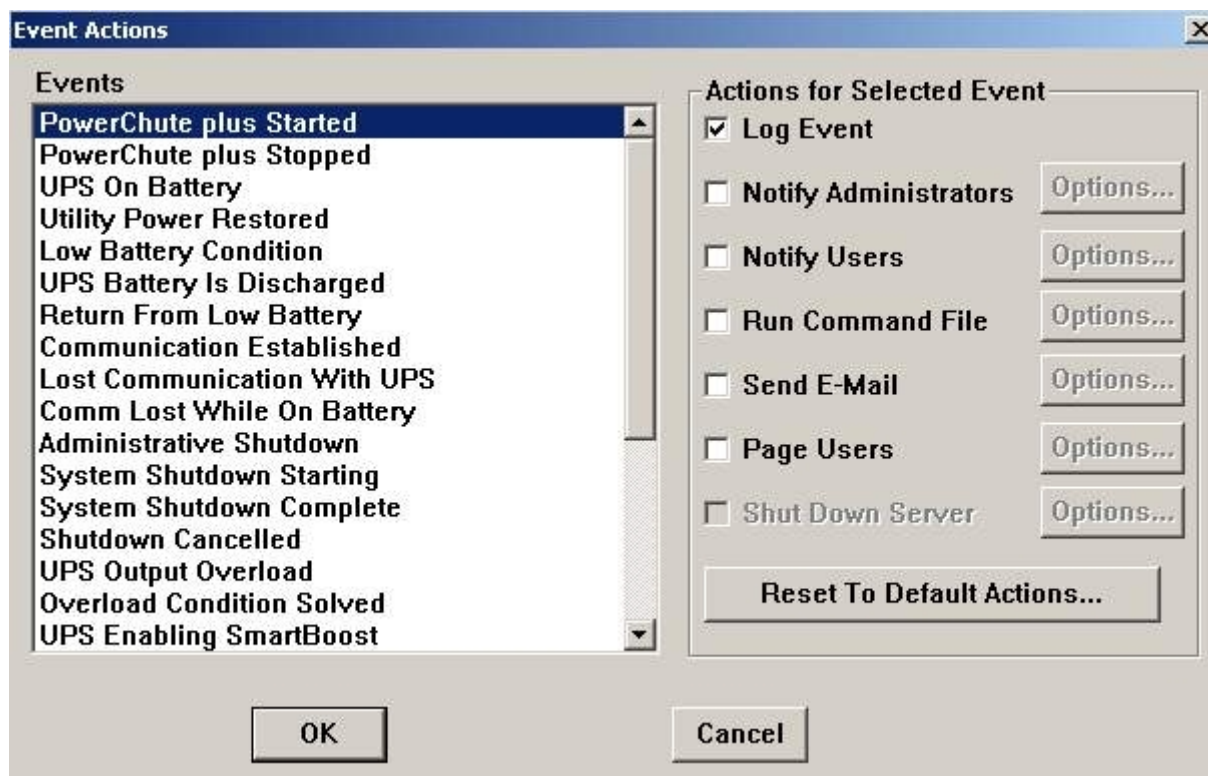 Event Actions
Events
PowerChute plus Started
PowerChute plus Stopped
UPS On Battery
Utility Power Restored
Low Battery Condition
UPS Battery Is Discharged
Return From Low Battery
Communication Established
Lost Communication With UPS
Comm Lost While On Battery
Administrative Shutdown
System Shutdown Starting
System Shutdown Complete
Shutdown Cancelled
UPS Output Overload
Overload Condition Solved
UPS Enabling SmartBoost
Actions for Selected Event
Log Event
Notify Administrators Options...
Notify Users Options...
Run Command File Options...
Send E-Mail Options...
Page Users Options...
Shut Down Server Options...
Reset To Default Actions...
OK Cancel